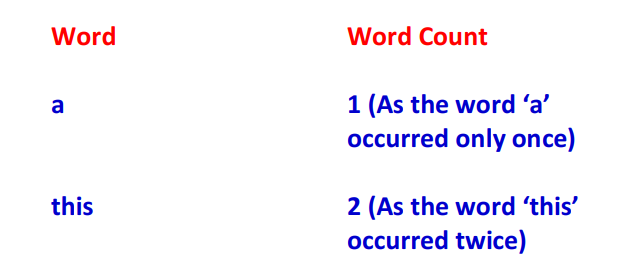 Word Word Count
a 1 (As the word ‘a’
occurred only once)
this 2 (As the word ‘this’
occurred twice)